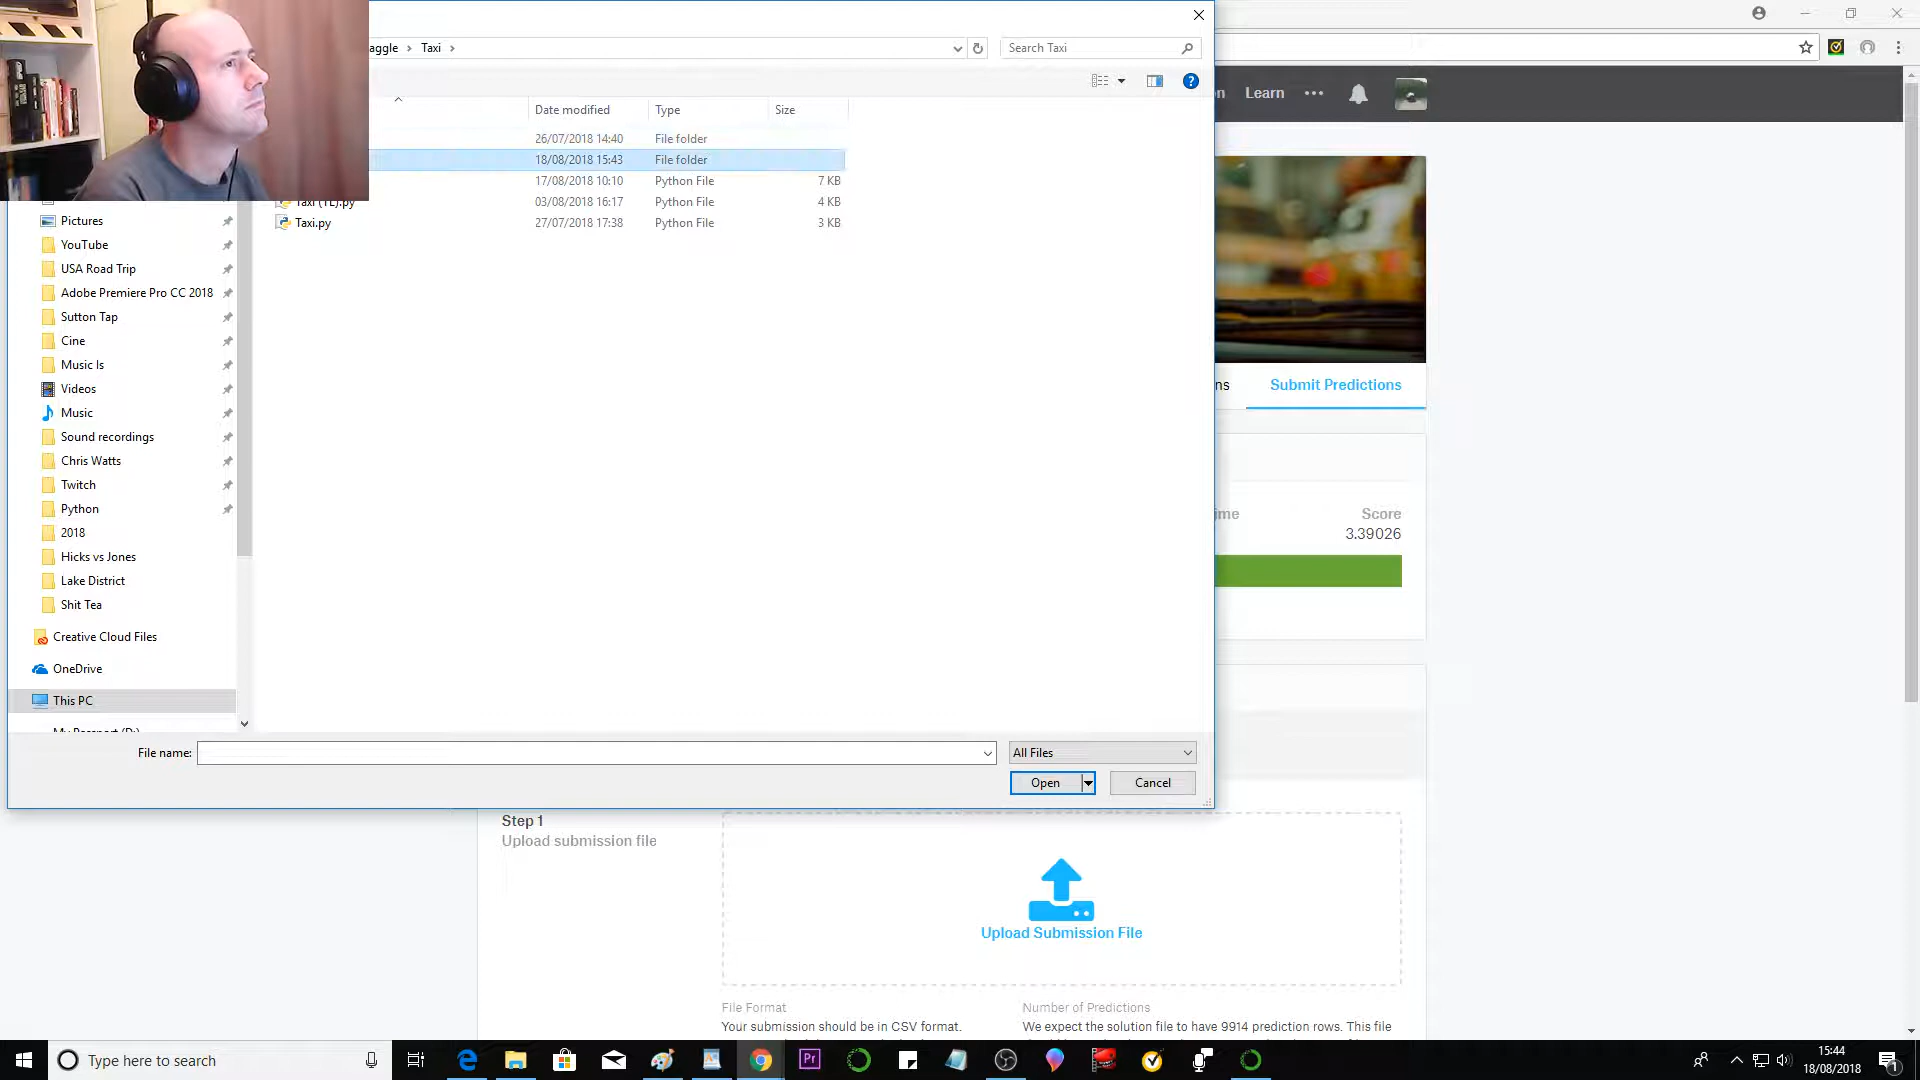 aggle > Taxi >
Search Taxi
Date modified
Type
Size
26/07/2018 14:40
File folder
18/08/2018 15:43
File folder
17/08/2018 10:10
Python File
7 KB
Taxi (TL).py
03/08/2018 16:17
Python File
4 KB
Taxi.py
27/07/2018 17:38
Python File
3 KB
Pictures
YouTube
USA Road Trip
Adobe Premiere Pro CC 2018
Sutton Tap
Cine
Music Is
Videos
Music
Sound recordings
Chris Watts
Twitch
Python
2018
Hicks vs Jones
Lake District
Shit Tea
Creative Cloud Files
OneDrive
This PC
My Passport (D:)
File name:
All Files
Open
Cancel
on
Learn
ns
Submit Predictions
ime
Score
3.39026
Step 1
Upload submission file
Upload Submission File
File Format
Your submission should be in CSV format.
Number of Predictions
We expect the solution file to have 9914 prediction rows. This file
Type here to search
Pr
15:44
18/08/2018
1